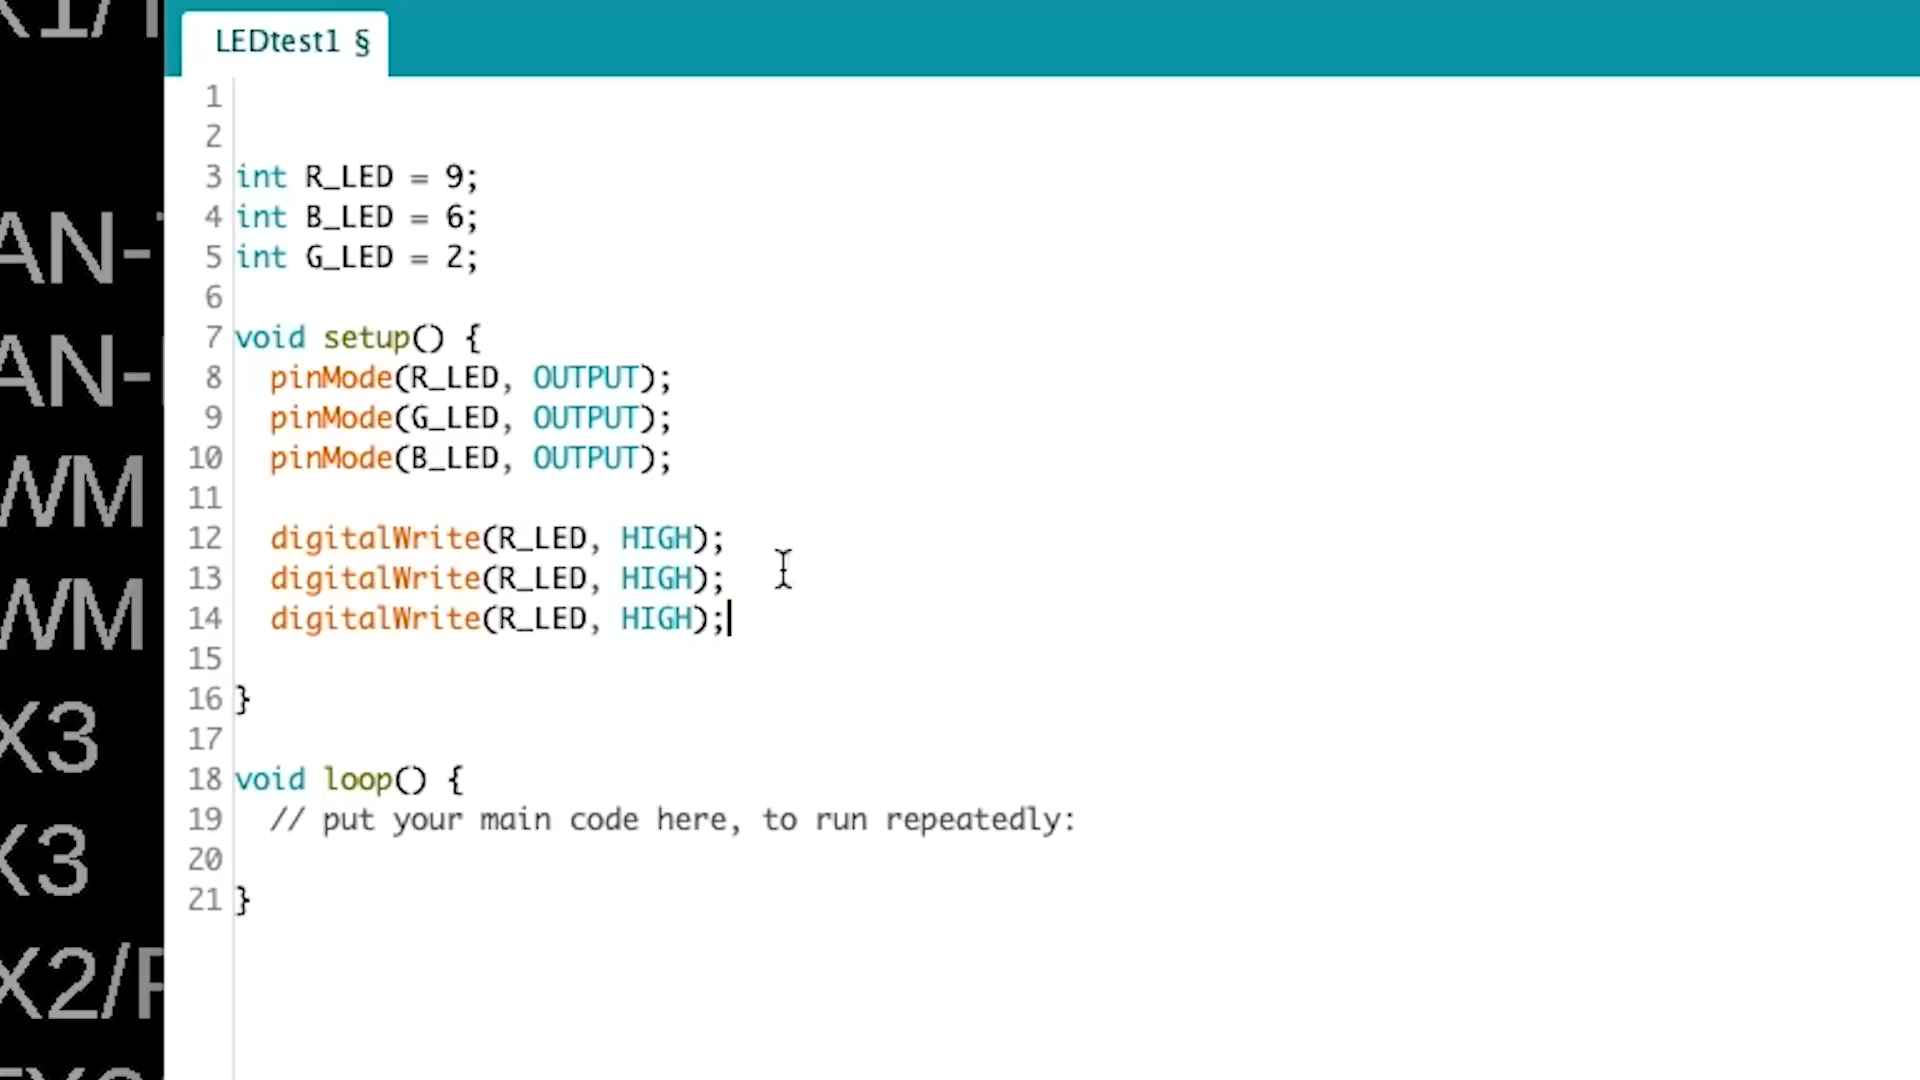 LEDtest1 §
1
2
3 int R_LED = 9;
4 int B_LED = 6;
5 int G_LED = 2;
6
7 void setup() {
8 pinMode(R_LED, OUTPUT);
9 pinMode(G_LED, OUTPUT);
10 pinMode(B_LED, OUTPUT);
11
12 digitalWrite(R_LED, HIGH);
13 digitalWrite(R_LED, HIGH);
14 digitalWrite(R_LED, HIGH);
15
16 }
17
18 void loop() {
19 // put your main code here, to run repeatedly:
20
21 }
AN-
AN-
WM
WM
X3
X3
X2/